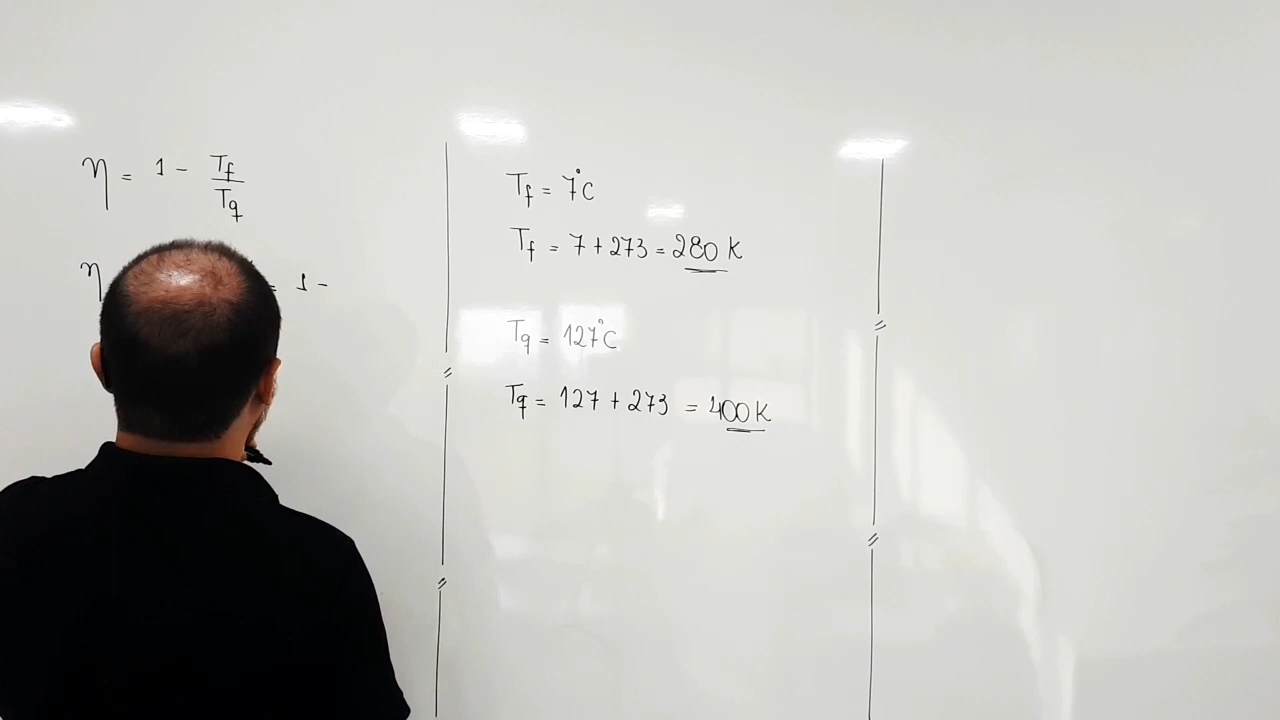 η = 1 - Tf/Tq
η = 1 -
Tf = 7°C
Tf = 7 + 273 = 280 K
Tq = 127°C
Tq = 127 + 273 = 400 K